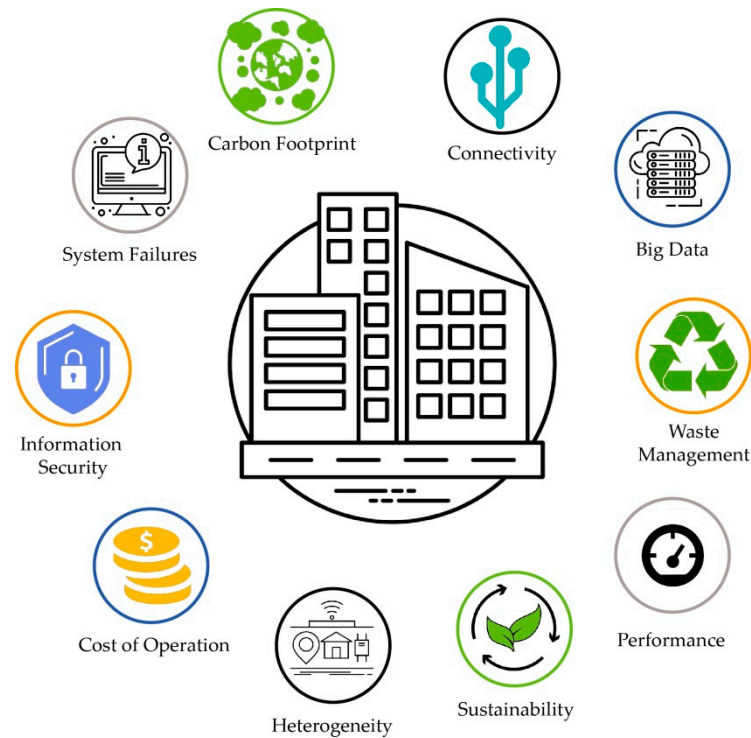 Carbon Footprint
Connectivity
System Failures
i
Big Data
Information
Security
Waste
Management
$
Cost of Operation
Performance
Heterogeneity
Sustainability